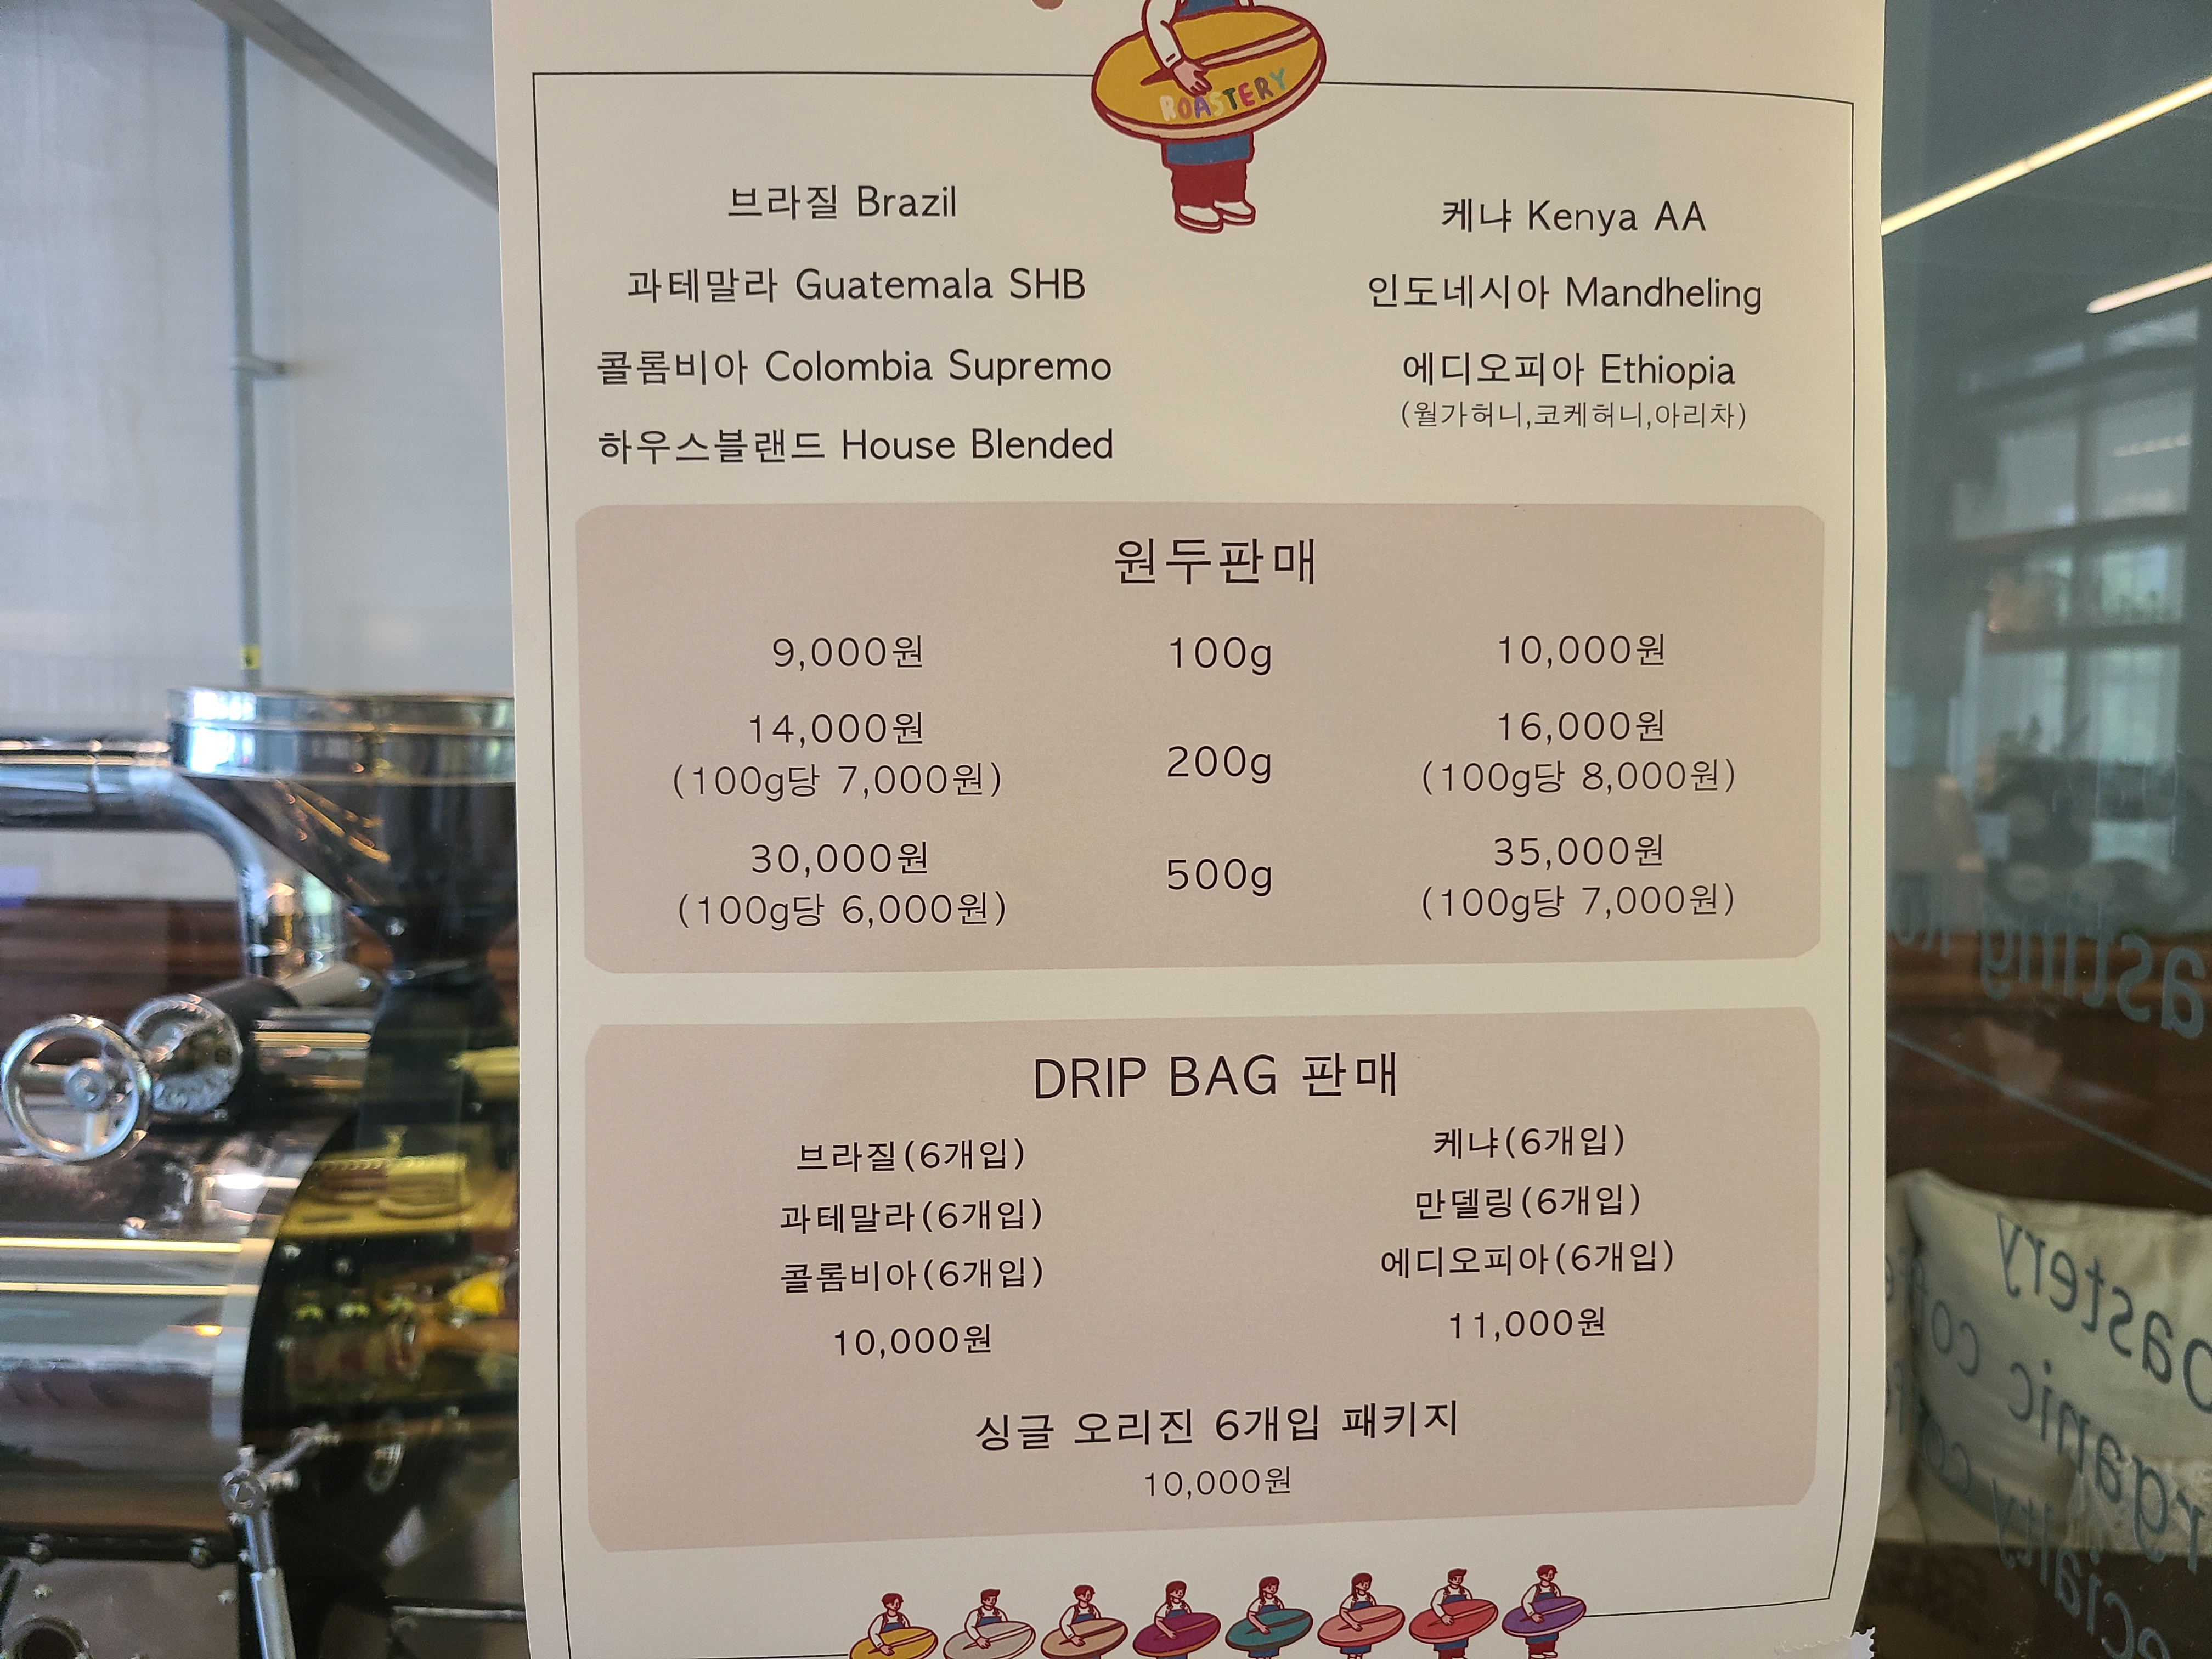 ROASTERY
브라질 Brazil
과테말라 Guatemala SHB
콜롬비아 Colombia Supremo
하우스블랜드 House Blended
케냐 Kenya AA
인도네시아 Mandheling
에디오피아 Ethiopia
(월가허니,코케허니,아리차)
원두판매
9,000원 100g 10,000원
14,000원 200g 16,000원
(100g당 7,000원) (100g당 8,000원)
30,000원 500g 35,000원
(100g당 6,000원) (100g당 7,000원)
DRIP BAG 판매
브라질(6개입)
과테말라(6개입)
콜롬비아(6개입)
10,000원
케냐(6개입)
만델링(6개입)
에디오피아(6개입)
11,000원
싱글 오리진 6개입 패키지
10,000원